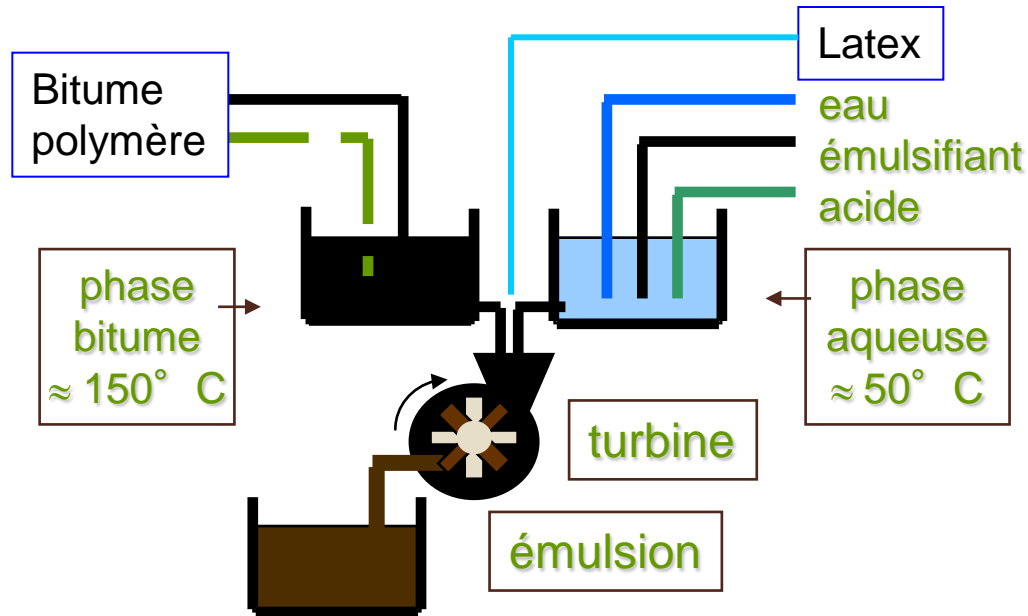 Bitume
polymère
Latex
eau
émulsifiant
acide
phase
bitume
≈ 150° C
phase
aqueuse
≈ 50° C
turbine
émulsion